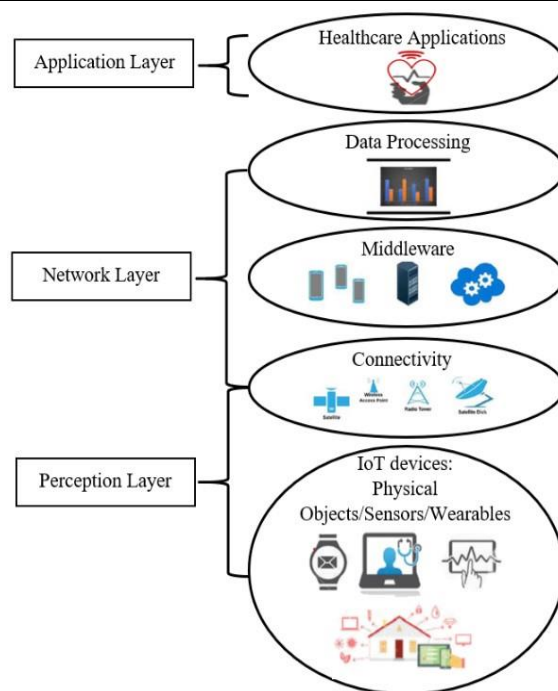 Healthcare Applications
Application Layer
Data Processing
Middleware
Network Layer
Connectivity
Satellite
Wireless
Access Point
Radio Tower
Satellite Dish
Perception Layer
IoT devices:
Physical
Objects/Sensors/Wearables